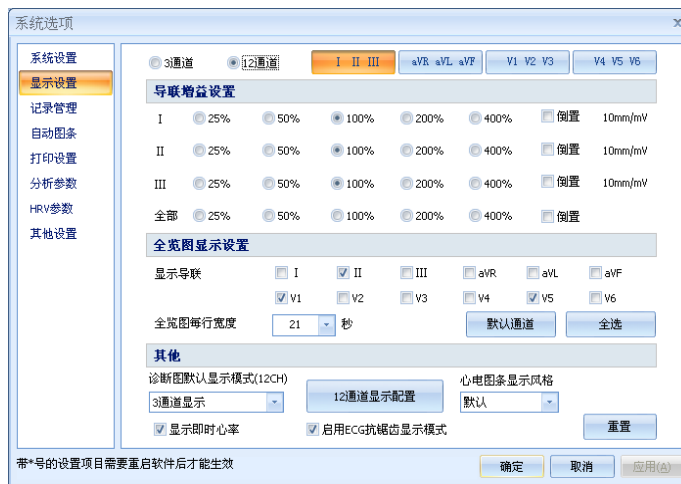 系统选项
系统设置
显示设置
记录管理
自动图条
打印设置
分析参数
HRV参数
其他设置
3通道 12通道 I II III aVR aVL aVF V1 V2 V3 V4 V5 V6
导联增益设置
I 25% 50% 100% 200% 400% 倒置 10mm/mV
II 25% 50% 100% 200% 400% 倒置 10mm/mV
III 25% 50% 100% 200% 400% 倒置 10mm/mV
全部 25% 50% 100% 200% 400% 倒置
全览图显示设置
显示导联 I II III aVR aVL aVF
V1 V2 V3 V4 V5 V6
全览图每行宽度 21 秒 默认通道 全选
其他
诊断图默认显示模式(12CH) 心电图条显示风格
3通道显示 12通道显示配置 默认
显示即时心率 启用ECG抗锯齿显示模式 重置
带*号的设置项目需要重启软件后才能生效 确定 取消 应用(A)